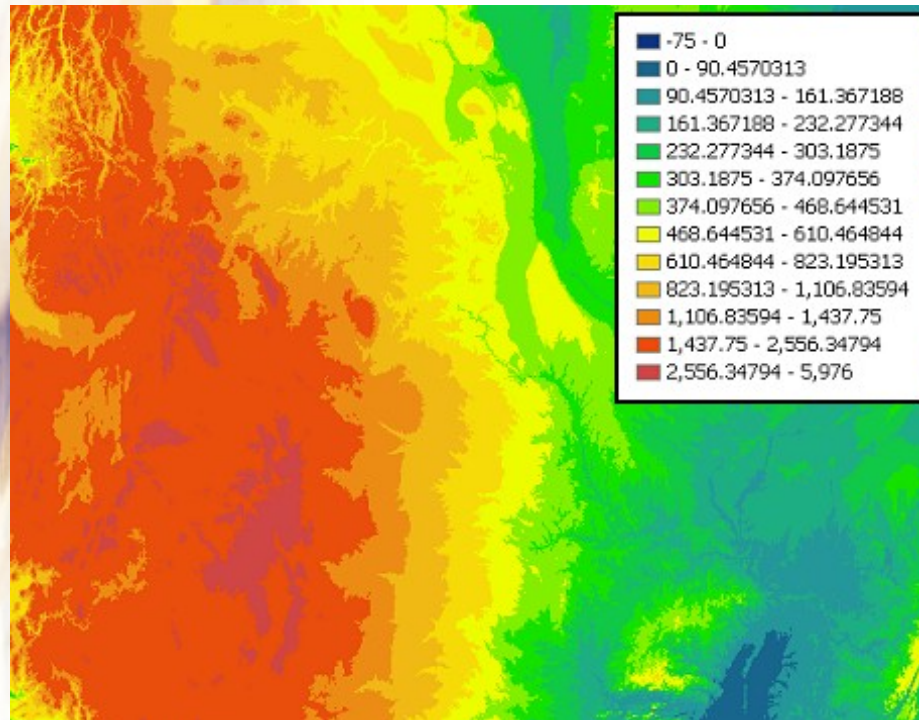 -75 - 0
0 - 90.4570313
90.4570313 - 161.367188
161.367188 - 232.277344
232.277344 - 303.1875
303.1875 - 374.097656
374.097656 - 468.644531
468.644531 - 610.464844
610.464844 - 823.195313
823.195313 - 1,106.83594
1,106.83594 - 1,437.75
1,437.75 - 2,556.34794
2,556.34794 - 5,976